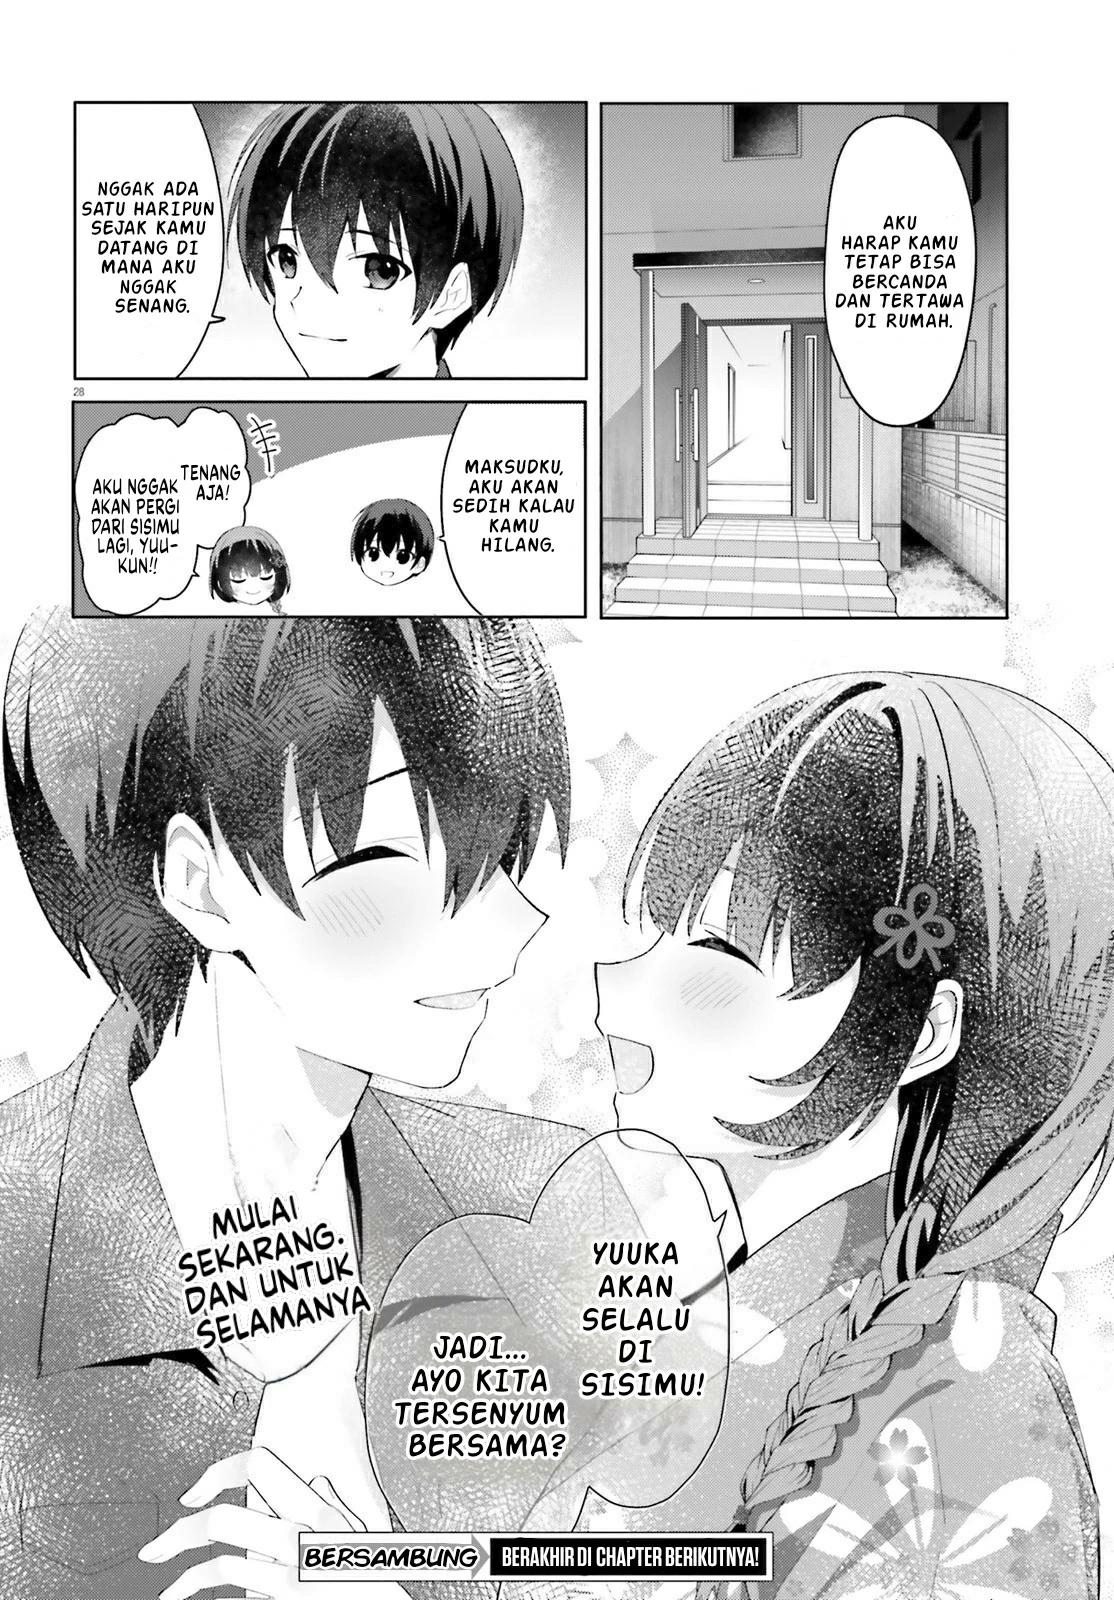 AKU
HARAP KAMU
TETAP BISA
BERCANDA
DAN TERTAWA
DI RUMAH.
NGGAK ADA
SATU HARIPUN
SEJAK KAMU
DATANG DI
MANA AKU
NGGAK
SENANG.
28
MAKSUDKU,
AKU AKAN
SEDIH KALAU
KAMU
HILANG.
TENANG
AJA!
AKU NGGAK
AKAN PERGI
DARI SISIMU
LAGI, YUU-
KUN!!
YUUKA
AKAN
SELALU
DI
SISIMU!
JADI...
AYO KITA
TERSENYUM
BERSAMA?
MULAI
SEKARANG.
DAN UNTUK
SELAMANYA
BERSAMBUNG
BERAKHIR DI CHAPTER BERIKUTNYA!